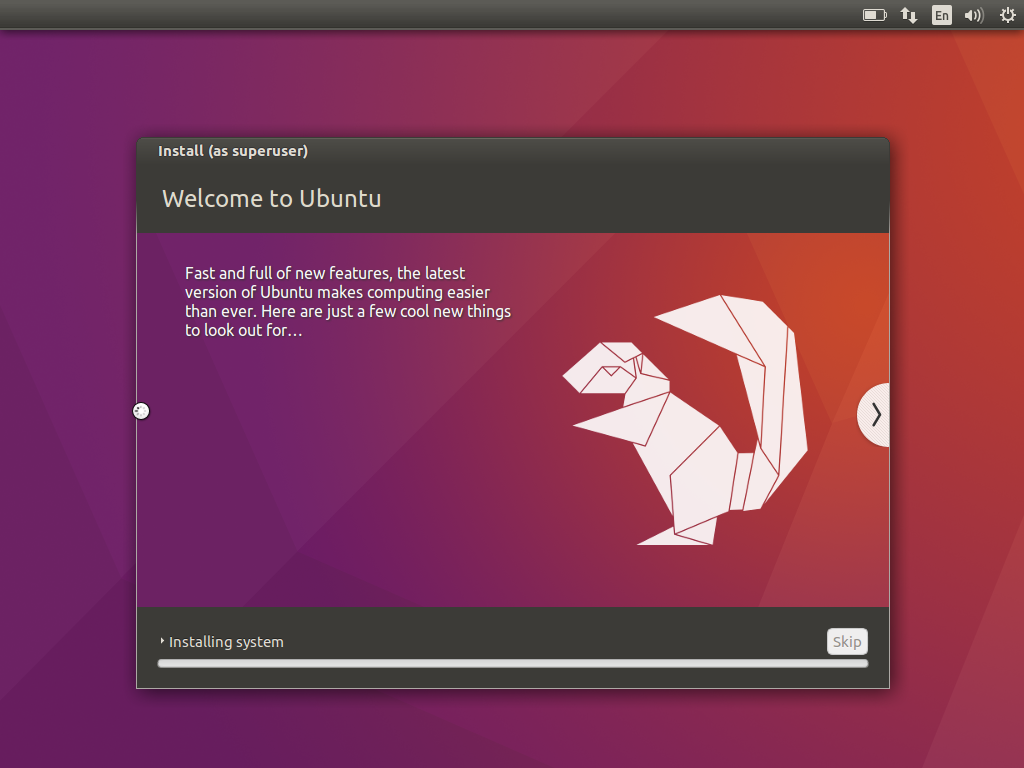 En
Install (as superuser)
Welcome to Ubuntu
Fast and full of new features, the latest
version of Ubuntu makes computing easier
than ever. Here are just a few cool new things
to look out for…
Installing system
Skip